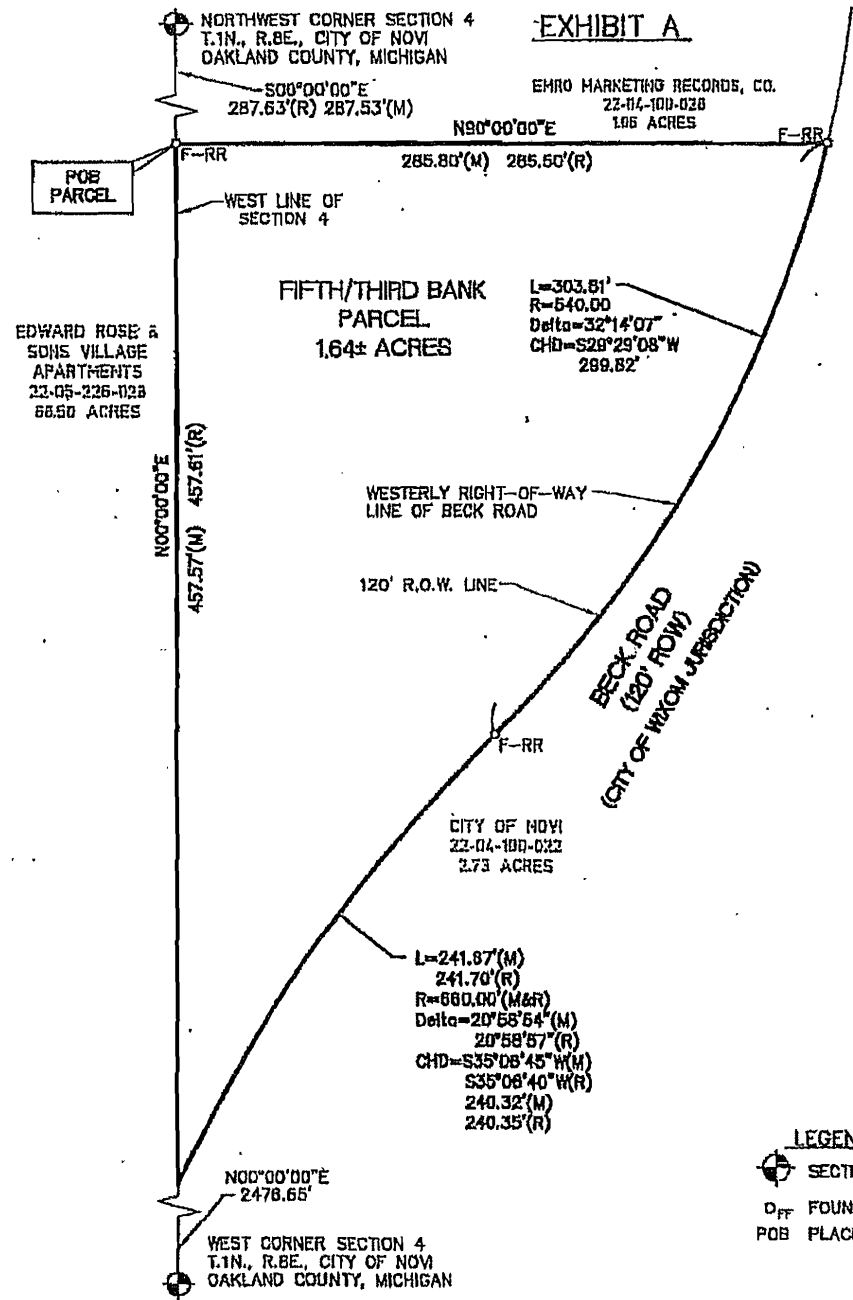 NORTHWEST CORNER SECTION 4
T.1N., R.8E., CITY OF NOVI
OAKLAND COUNTY, MICHIGAN
EXHIBIT A
S00°00'00"E
287.63'(R) 287.53'(M)
EMRO MARKETING RECORDS, CO.
22-04-100-028
1.06 ACRES
N90°00'00"E
285.80'(M) 285.50'(R)
F-RR
F-RR
POB
PARCEL
WEST LINE OF
SECTION 4
FIFTH/THIRD BANK
PARCEL
1.64± ACRES
L=303.81'
R=540.00
Delta=32°14'07"
CHD=S29°29'08"W
299.82'
EDWARD ROSE &
SONS VILLAGE
APARTMENTS
22-05-226-028
68.50 ACRES
N00°00'00"E
457.57'(M) 457.61'(R)
WESTERLY RIGHT-OF-WAY
LINE OF BECK ROAD
120' R.O.W. LINE
BECK ROAD
(120' ROW)
(CITY OF WIXOM JURISDICTION)
F-RR
CITY OF NOVI
22-04-100-022
2.73 ACRES
L=241.67'(M)
241.70'(R)
R=660.00'(M&R)
Delta=20°58'54"(M)
20°58'57"(R)
CHD=S35°06'45"W(M)
S35°06'40"W(R)
240.32'(M)
240.35'(R)
N00°00'00"E
2476.65'
WEST CORNER SECTION 4
T.1N., R.8E., CITY OF NOVI
OAKLAND COUNTY, MICHIGAN
LEGEN
SECTI
FF FOUN
POB PLAC